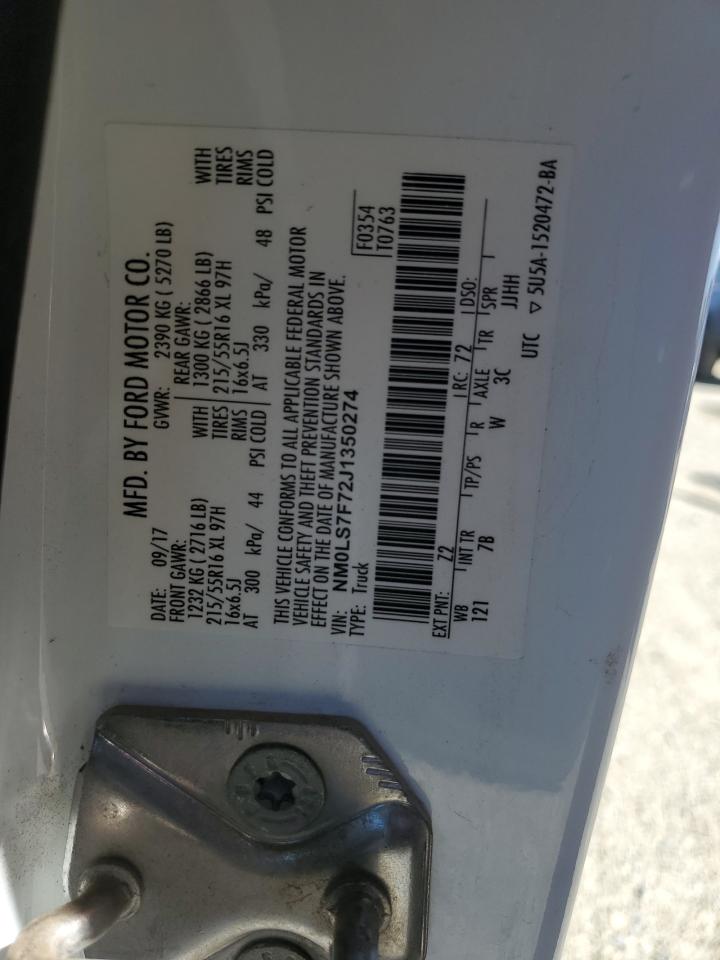 MFD. BY FORD MOTOR CO.
DATE: 09/17 GVWR: 2390 KG ( 5270 LB)
FRONT GAWR: REAR GAWR:
1232 KG ( 2716 LB) WITH 1300 KG ( 2866 LB) WITH
215/55R16 XL 97H TIRES 215/55R16 XL 97H TIRES
16x6.5J RIMS 16x6.5J RIMS
AT 300 kPa/ 44 PSI COLD AT 330 kPa/ 48 PSI COLD
THIS VEHICLE CONFORMS TO ALL APPLICABLE FEDERAL MOTOR
VEHICLE SAFETY AND THEFT PREVENTION STANDARDS IN
EFFECT ON THE DATE OF MANUFACTURE SHOWN ABOVE.
VIN: NM0LS7F72J1350274 F0354
TYPE: Truck T0763
EXT PNT: Z2 RC: 72 DSO:
WB INT TR TP/PS R AXLE TR SPR
121 7B W 3C JJHH
UTC ▽ 5U5A-1520472-BA